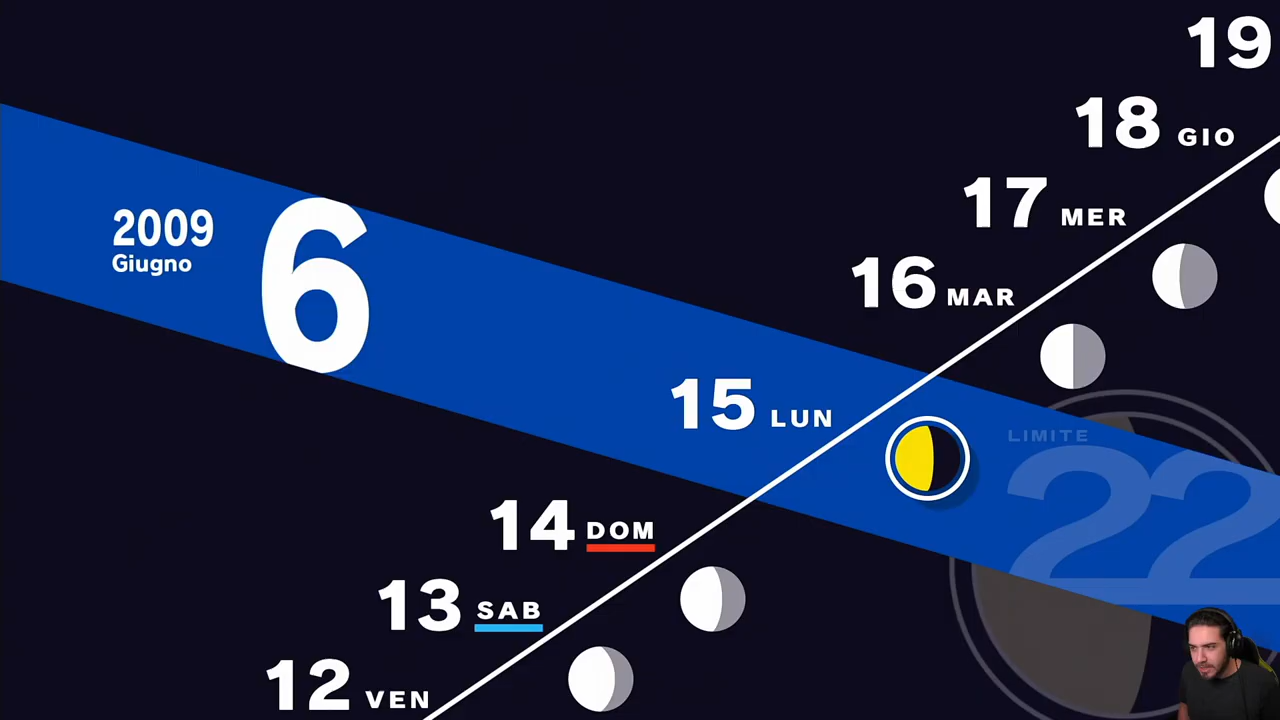 19
18 GIO
17 MER
2009
Giugno
6
16 MAR
15 LUN
LIMITE
22
14 DOM
13 SAB
12 VEN